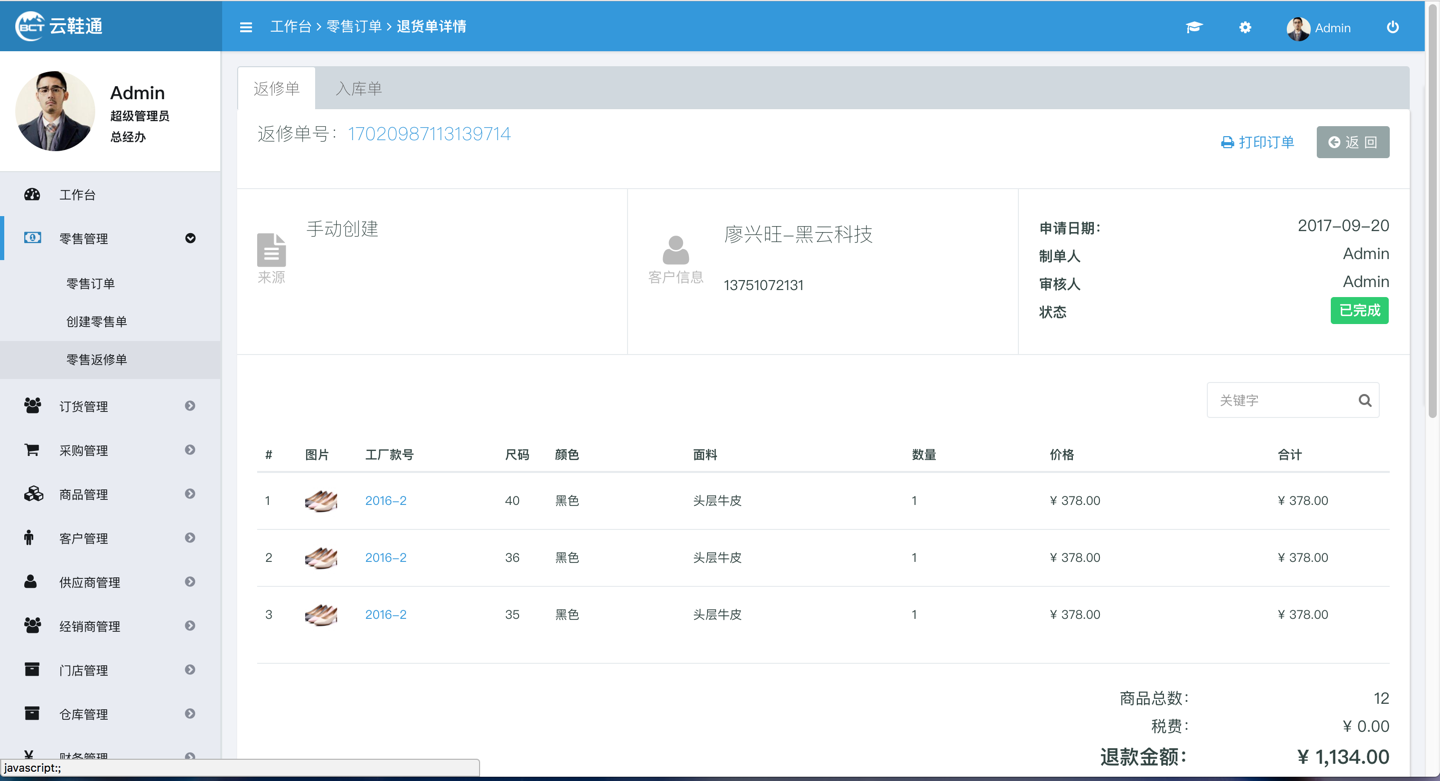 BCT 云鞋通
工作台 > 零售订单 > 退货单详情
Admin
Admin
超级管理员
总经办
工作台
零售管理
零售订单
创建零售单
零售返修单
订货管理
采购管理
商品管理
客户管理
供应商管理
经销商管理
门店管理
仓库管理
¥ 财务管理
javascript:;
返修单 入库单
返修单号: 17020987113139714
打印订单 返 回
手动创建
来源
廖兴旺-黑云科技
客户信息
13751072131
申请日期: 2017-09-20
制单人 Admin
审核人 Admin
状态 已完成
关键字
# 图片 工厂款号 尺码 颜色 面料 数量 价格 合计
1 2016-2 40 黑色 头层牛皮 1 ¥ 378.00 ¥ 378.00
2 2016-2 36 黑色 头层牛皮 1 ¥ 378.00 ¥ 378.00
3 2016-2 35 黑色 头层牛皮 1 ¥ 378.00 ¥ 378.00
商品总数: 12
税费: ¥ 0.00
退款金额: ¥ 1,134.00